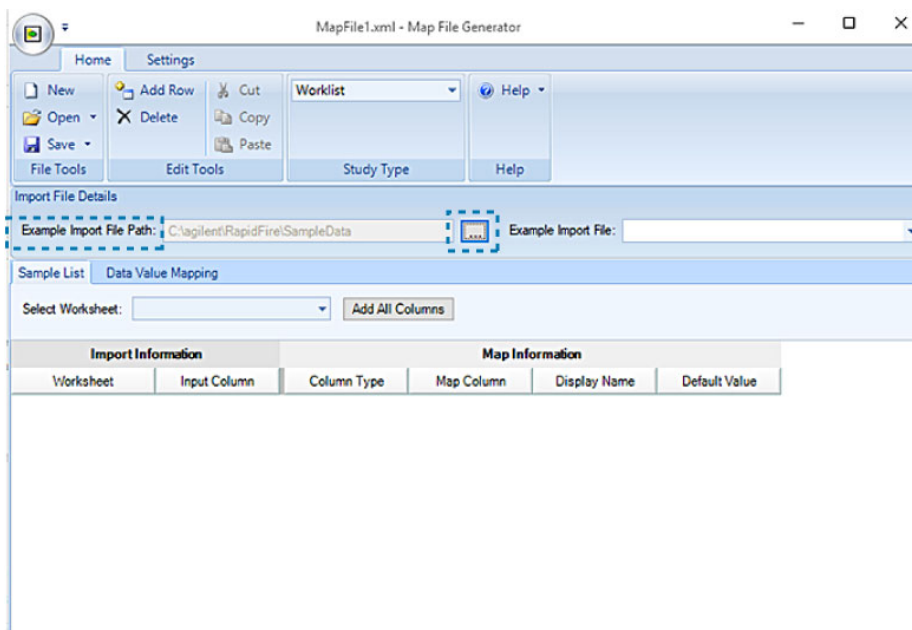 MapFile1.xml - Map File Generator
Home Settings
New Add Row Cut Worklist Help
Open Delete Copy
Save Paste
File Tools Edit Tools Study Type Help
Import File Details
Example Import File Path: C:\agilent\RapidFire\SampleData ... Example Import File:
Sample List Data Value Mapping
Select Worksheet: Add All Columns
Import Information Map Information
Worksheet Input Column Column Type Map Column Display Name Default Value